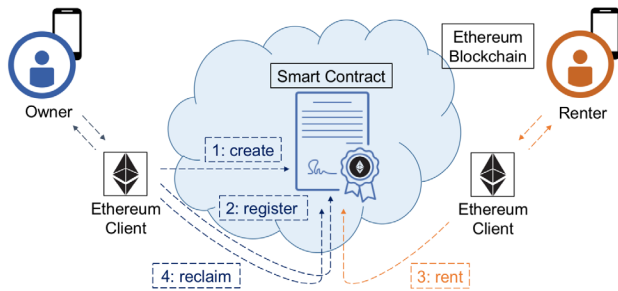 Ethereum
Blockchain
Smart Contract
Owner
Renter
1: create
2: register
Ethereum
Client
Ethereum
Client
4: reclaim
3: rent